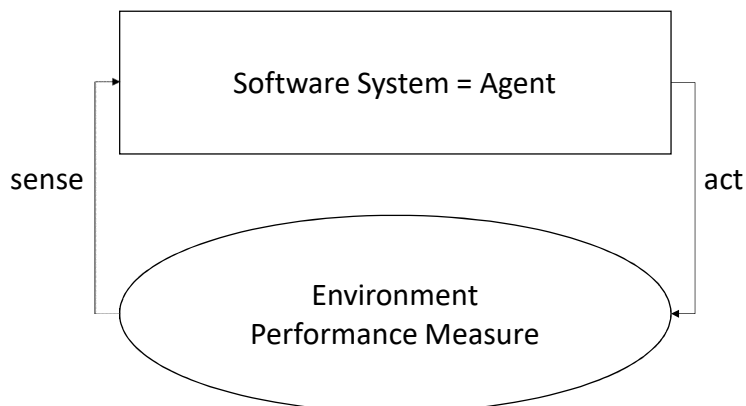 Software System = Agent
sense
act
Environment
Performance Measure